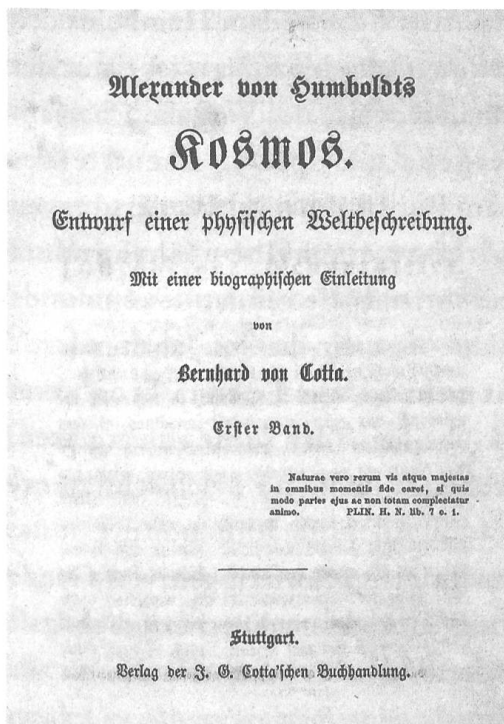 Alexander von Humboldts
Kosmos.
Entwurf einer physischen Weltbeschreibung.
Mit einer biographischen Einleitung
von
Bernhard von Cotta.
Erster Band.
Naturae vero rerum vis atque majestas
in omnibus momentis fide caret, si quis
modo partes ejus ac non totam complectatur
animo. PLIN. H. N. lib. 7 c. 1.
Stuttgart.
Verlag der J. G. Cotta'schen Buchhandlung.